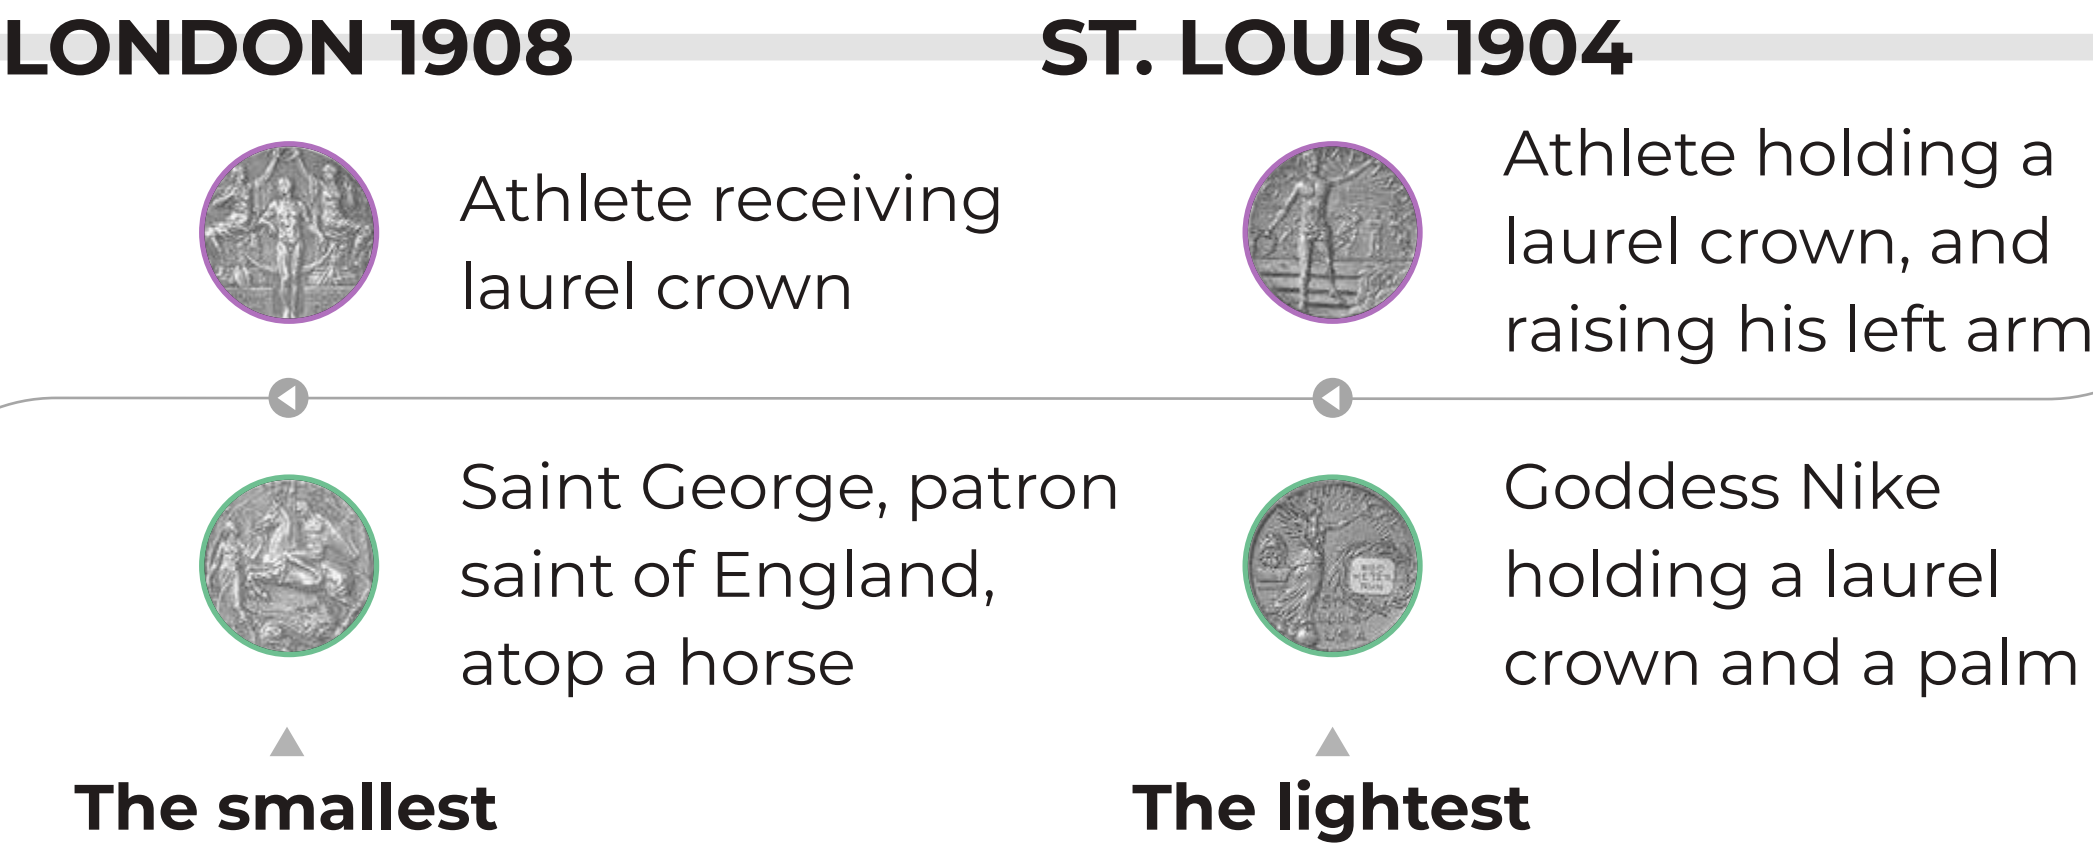 LONDON 1908
Athlete receiving
laurel crown
Saint George, patron
saint of England,
atop a horse
The smallest
ST. LOUIS 1904
Athlete holding a
laurel crown, and
raising his left arm
Goddess Nike
holding a laurel
crown and a palm
The lightest